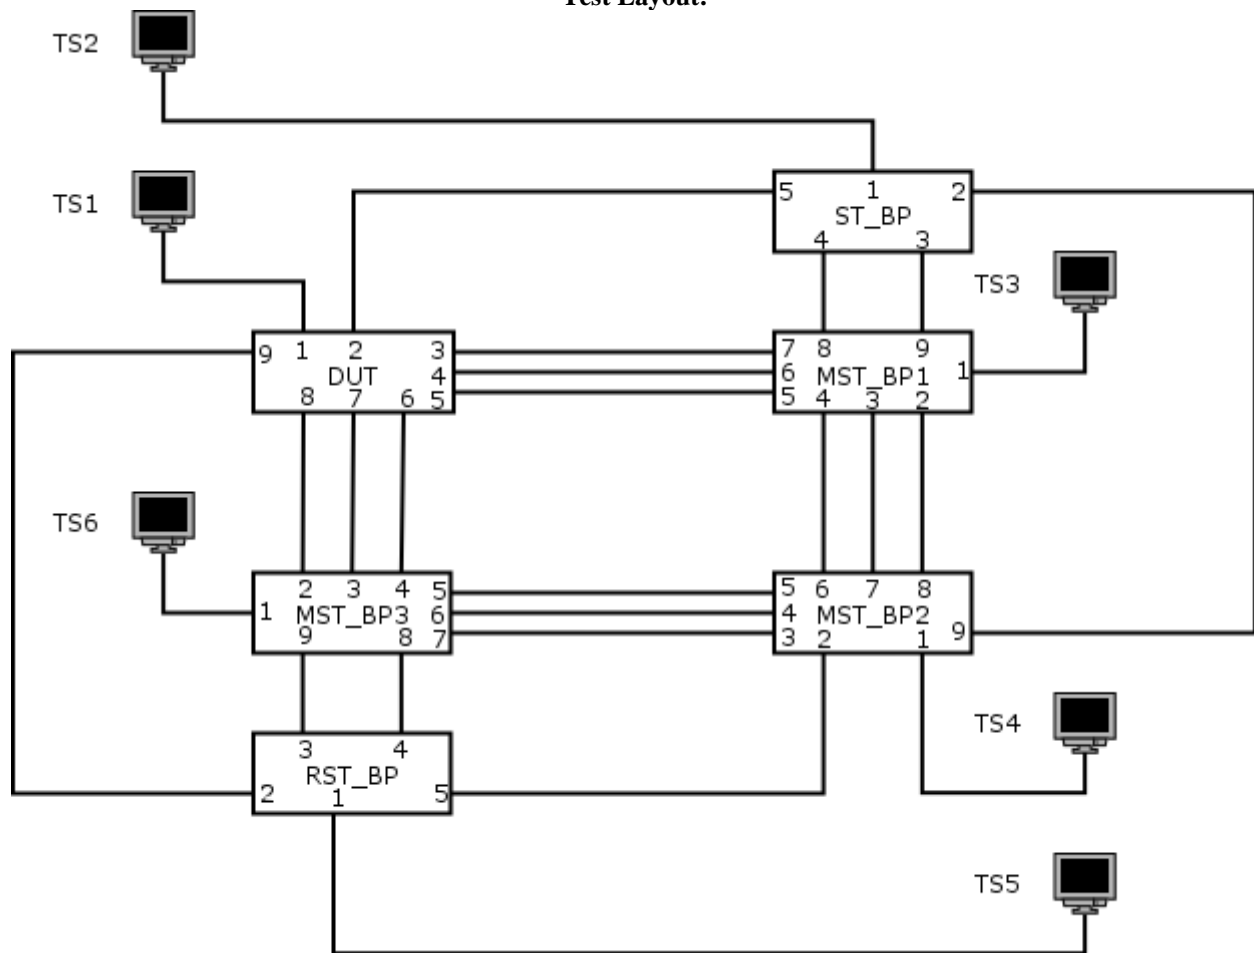 Test Layout:
TS2
5 1 2
ST_BP
4 3
TS1
TS3
9 1 2 3
DUT 4
8 7 6 5
7 8 9
6 MST_BP1 1
5 4 3 2
TS6
2 3 4 5
1 MST_BP3 6
9 8 7
5 6 7 8
4 MST_BP2
3 2 1 9
TS4
3 4
RST_BP
2 1 5
TS5